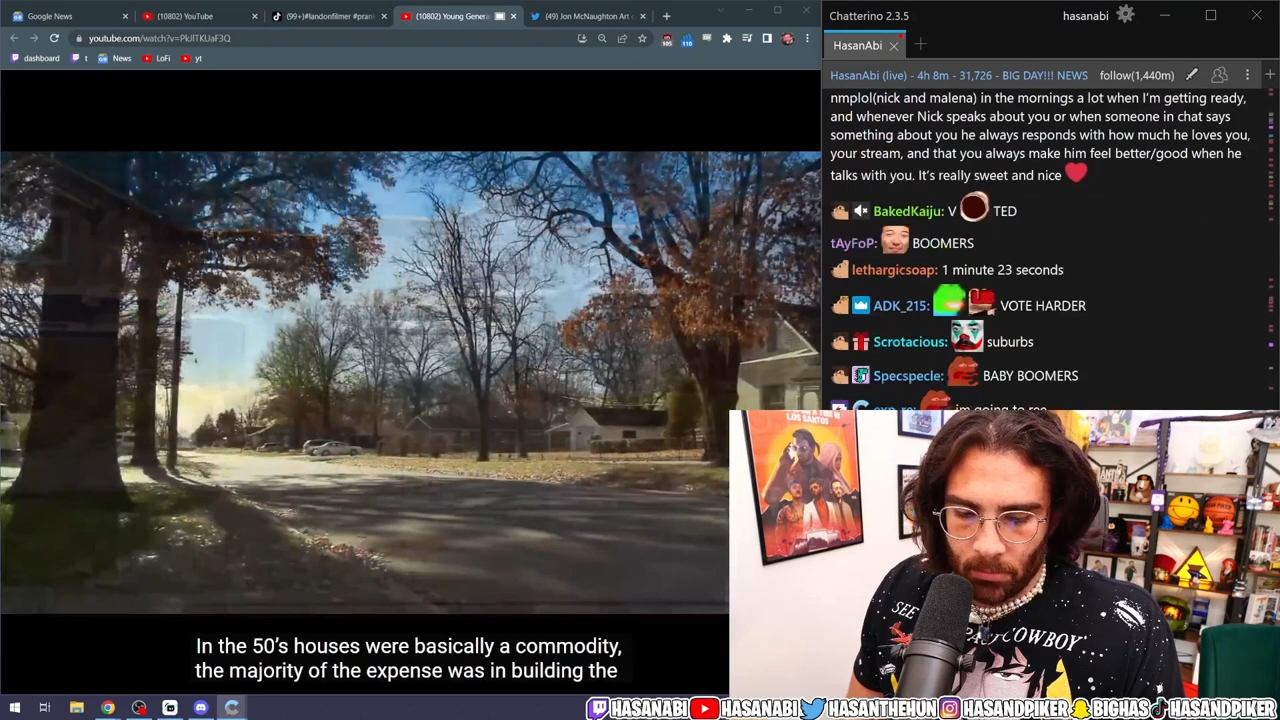 Google News
(10802) YouTube
(99+)#landonfilmer #prank
(10802) Young Genera
(49) Jon McNaughton Art
youtube.com/watch?v=PkJlTKUaF3Q
105
110
dashboard
t
News
LoFi
yt
In the 50's houses were basically a commodity,
the majority of the expense was in building the
Chatterino 2.3.5
hasanabi
HasanAbi
HasanAbi (live) - 4h 8m - 31,726 - BIG DAY!!! NEWS
follow(1,440m)
nmplol(nick and malena) in the mornings a lot when I'm getting ready,
and whenever Nick speaks about you or when someone in chat says
something about you he always responds with how much he loves you,
your stream, and that you always make him feel better/good when he
talks with you. It's really sweet and nice
BakedKaiju: V TED
tAyFoP: BOOMERS
lethargicsoap: 1 minute 23 seconds
ADK_215: VOTE HARDER
Scrotacious: suburbs
Specspecle: BABY BOOMERS
LOS SANTOS
SEE
COWBOY
HASANABI
HASANABI
HASANTHEHUN
HASANDPIKER
BIGHAS
HASANDPIKER